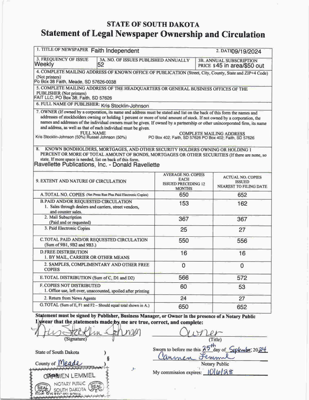 STATE OF SOUTH DAKOTA
Statement of Legal Newspaper Ownership and Circulation
1. TITLE OF NEWSPAPER Faith Independent
2. DATE 09/19/2024
3. FREQUENCY OF ISSUE
Weekly
3A. NO. OF ISSUES PUBLISHED ANNUALLY
52
3B. ANNUAL SUBSCRIPTION
PRICE $45 in area/$50 out
4. COMPLETE MAILING ADDRESS OF KNOWN OFFICE OF PUBLICATION (Street, City, County, State and ZIP+4 Code)
(Not printers)
Po Box 38 Faith, Meade, SD 57626-0038
5. COMPLETE MAILING ADDRESS OF THE HEADQUARTERS OR GENERAL BUSINESS OFFICES OF THE
PUBLISHER (Not printers)
FAIT LLC; PO Box 38, Faith, SD 57626
6. FULL NAME OF PUBLISHER: Kris Stocklin-Johnson
7. OWNER (If owned by a corporation, its name and address must be stated and list on the back of this form the names and
addresses of stockholders owning or holding 1 percent or more of total amount of stock. If not owned by a corporation, the
names and addresses of the individual owners must be given. If owned by a partnership or other unincorporated firm, its name
and address, as well as that of each individual must be given.
FULL NAME
COMPLETE MAILING ADDRESS
Kris Stocklin-Johnson (50%) Russell Johnson (50%)
PO Box 402, Faith, SD 57626 PO Box 402, Faith, SD 57626
8. KNOWN BONDHOLDERS, MORTGAGES, AND OTHER SECURITY HOLDERS OWNING OR HOLDING 1
PERCENT OR MORE OF TOTAL AMOUNT OF BONDS, MORTGAGES OR OTHER SECURITIES (If there are none, so
state. If more space is needed, list on back of this form.
Ravellette Publications, Inc. - Donald Ravellette
9. EXTENT AND NATURE OF CIRCULATION
AVERAGE NO. COPIES
EACH
ISSUED PRECEDING 12
MONTHS
ACTUAL NO. COPIES
ISSUED
NEAREST TO FILING DATE
A. TOTAL NO. COPIES (Net Press Run Plus Paid Electronic Copies)
650
652
B. PAID AND/OR REQUESTED CIRCULATION
1. Sales through dealers and carriers, street vendors,
and counter sales.
153
162
2. Mail Subscription
(Paid and/or requested)
367
367
3. Paid Electronic Copies
25
27
C. TOTAL PAID AND/OR REQUESTED CIRCULATION
(Sum of 9B1, 9B2 and 9B3.)
550
556
D. FREE DISTRIBUTION
1. BY MAIL, CARRIER OR OTHER MEANS
16
16
2. SAMPLES, COMPLIMENTARY AND OTHER FREE
COPIES
0
0
E. TOTAL DISTRIBUTION (Sum of C, D1 and D2)
566
572
F. COPIES NOT DISTRIBUTED
1. Office use, left over, unaccounted, spoiled after printing
60
53
2. Return from News Agents
24
27
G. TOTAL (Sum of E, F1 and F2 - Should equal total shown in A.)
650
652
Statement must be signed by Publisher, Business Manager, or Owner in the presence of a Notary Public
I swear that the statements made by me are true, correct, and complete:
Kris Stocklin Johnson
(Signature)
Owner
(Title)
State of South Dakota
Sworn to before me this 25th day of September 2024
County of Meade
Carmen Lemmel
Notary Public
CARMEN LEMMEL
NOTARY PUBLIC
SOUTH DAKOTA
My commission expires: